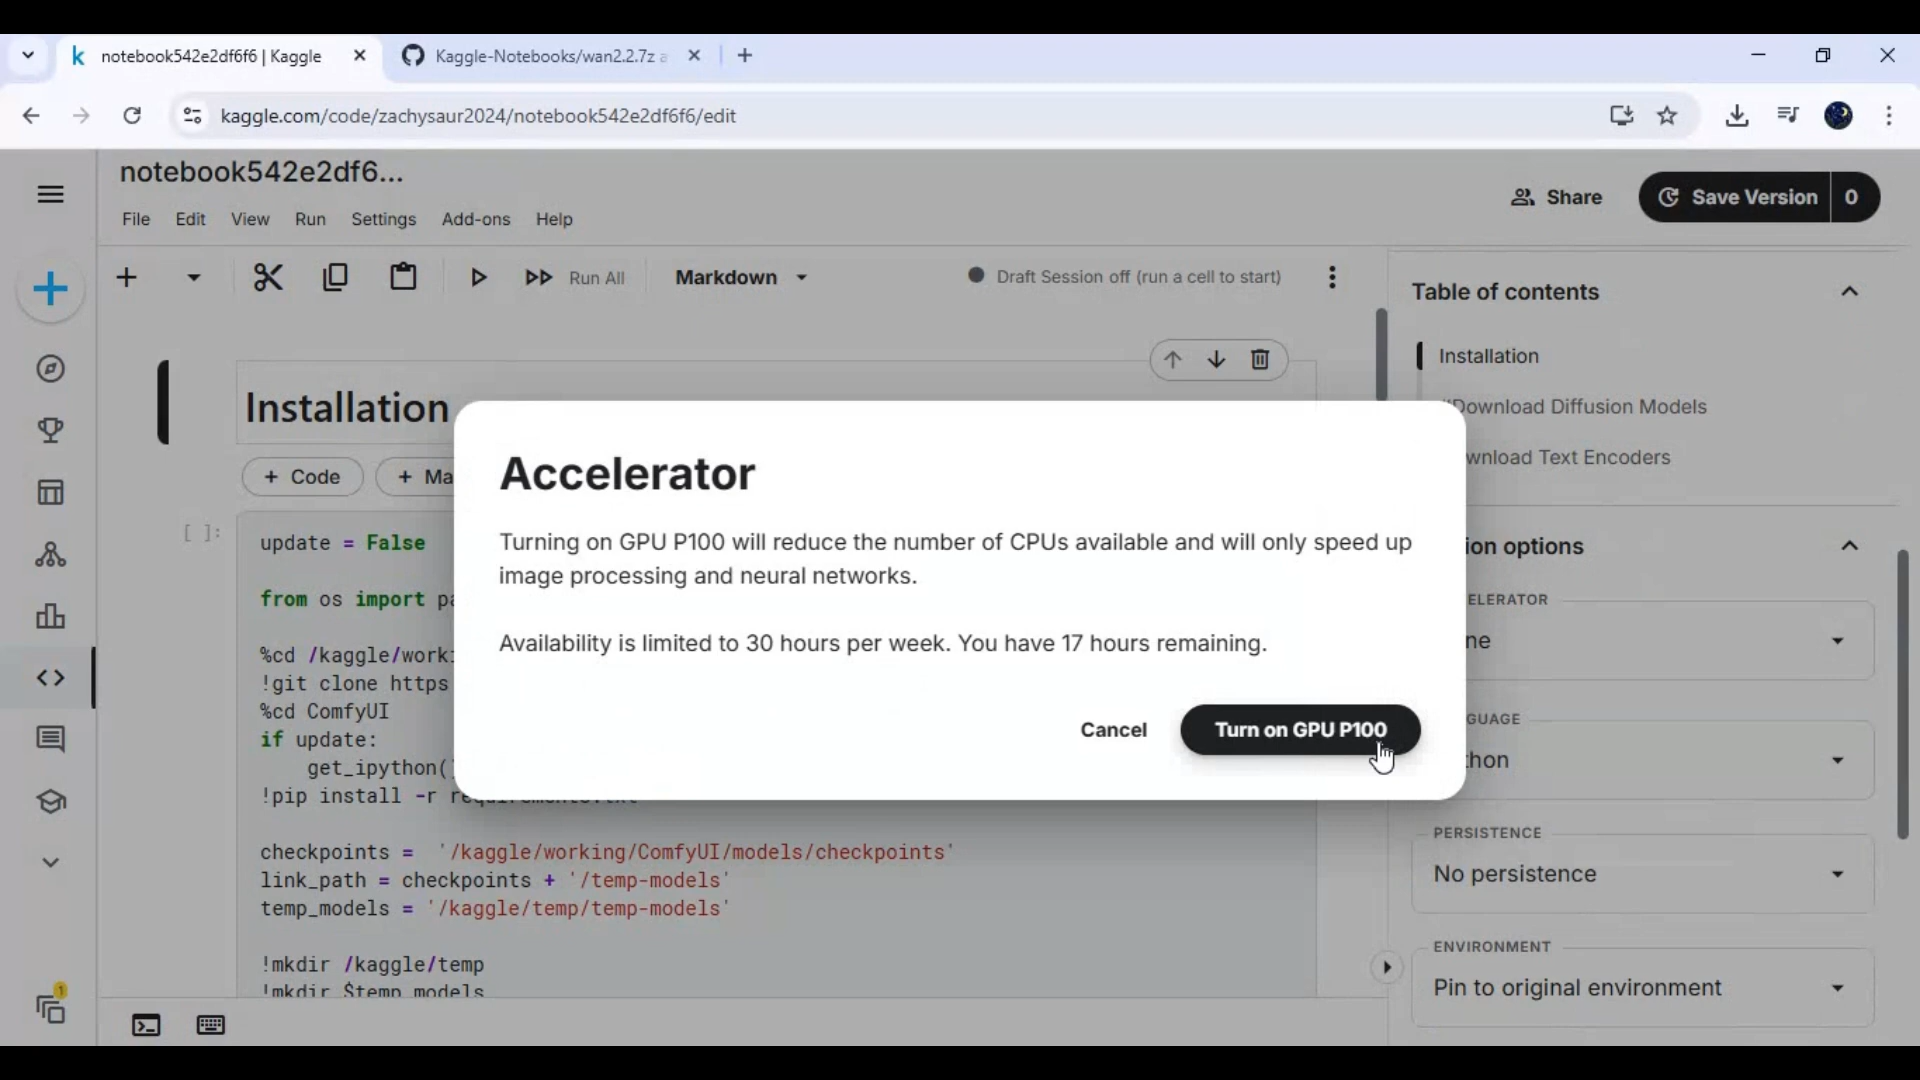 notebook542e2df6f6 | Kaggle
Kaggle-Notebooks/wan2.2.7z a
kaggle.com/code/zachysaur2024/notebook542e2df6f6/edit
notebook542e2df6...
File Edit View Run Settings Add-ons Help
Share
Save Version 0
Run All
Markdown
Draft Session off (run a cell to start)
Table of contents
Installation
Download Diffusion Models
wnload Text Encoders
Installation
+ Code
+ Ma
[ ]:
update = False
from os import pa
%cd /kaggle/worki
!git clone https
%cd ComfyUI
if update:
get_ipython()
!pip install -r requirements.txt
checkpoints = '/kaggle/working/ComfyUI/models/checkpoints'
link_path = checkpoints + '/temp-models'
temp_models = '/kaggle/temp/temp-models'
!mkdir /kaggle/temp
!mkdir $temp_models
Accelerator
Turning on GPU P100 will reduce the number of CPUs available and will only speed up
image processing and neural networks.
Availability is limited to 30 hours per week. You have 17 hours remaining.
Cancel
Turn on GPU P100
ion options
ELERATOR
ne
GUAGE
thon
PERSISTENCE
No persistence
ENVIRONMENT
Pin to original environment
1